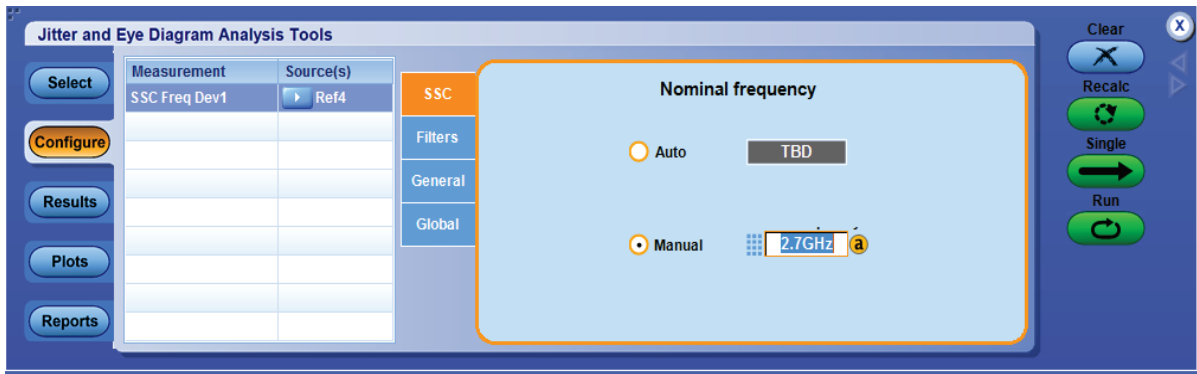 Jitter and Eye Diagram Analysis Tools
Clear
X
Select
Measurement Source(s)
SSC Freq Dev1 Ref4
SSC
Nominal frequency
Recalc
Configure
Filters
Auto TBD
Single
General
Results
Global
Run
Manual 2.7GHz a
Plots
Reports